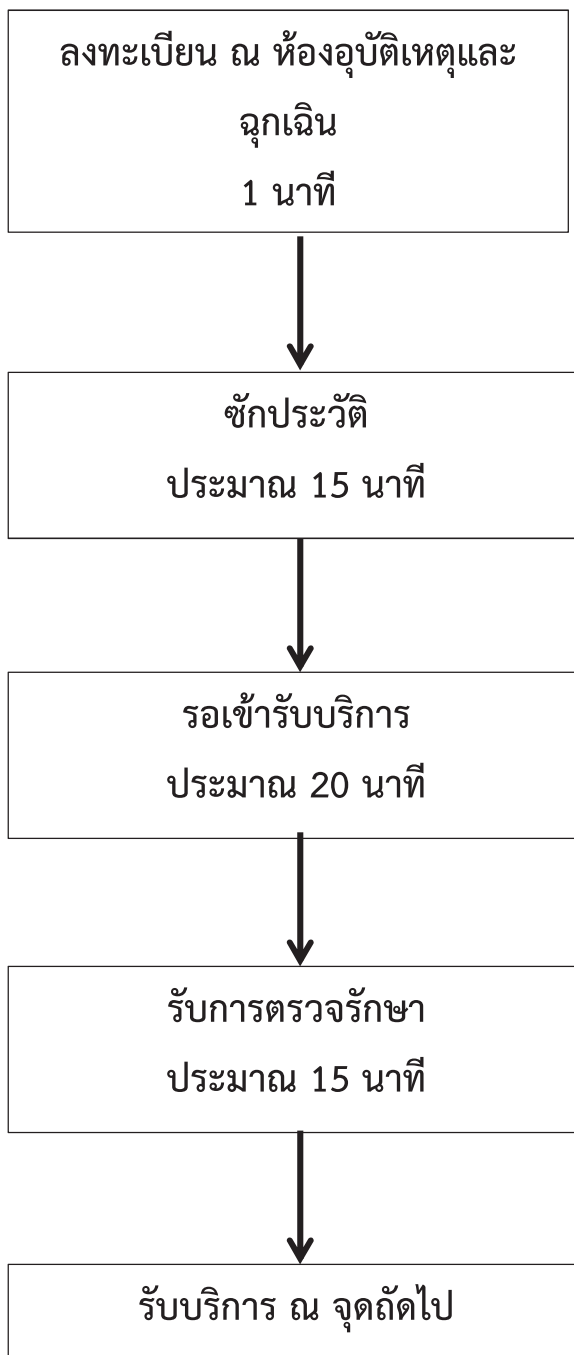 ลงทะเบียน ณ ห้องอุบัติเหตุและ
ฉุกเฉิน
1 นาที
ซักประวัติ
ประมาณ 15 นาที
รอเข้ารับบริการ
ประมาณ 20 นาที
รับการตรวจรักษา
ประมาณ 15 นาที
รับบริการ ณ จุดถัดไป